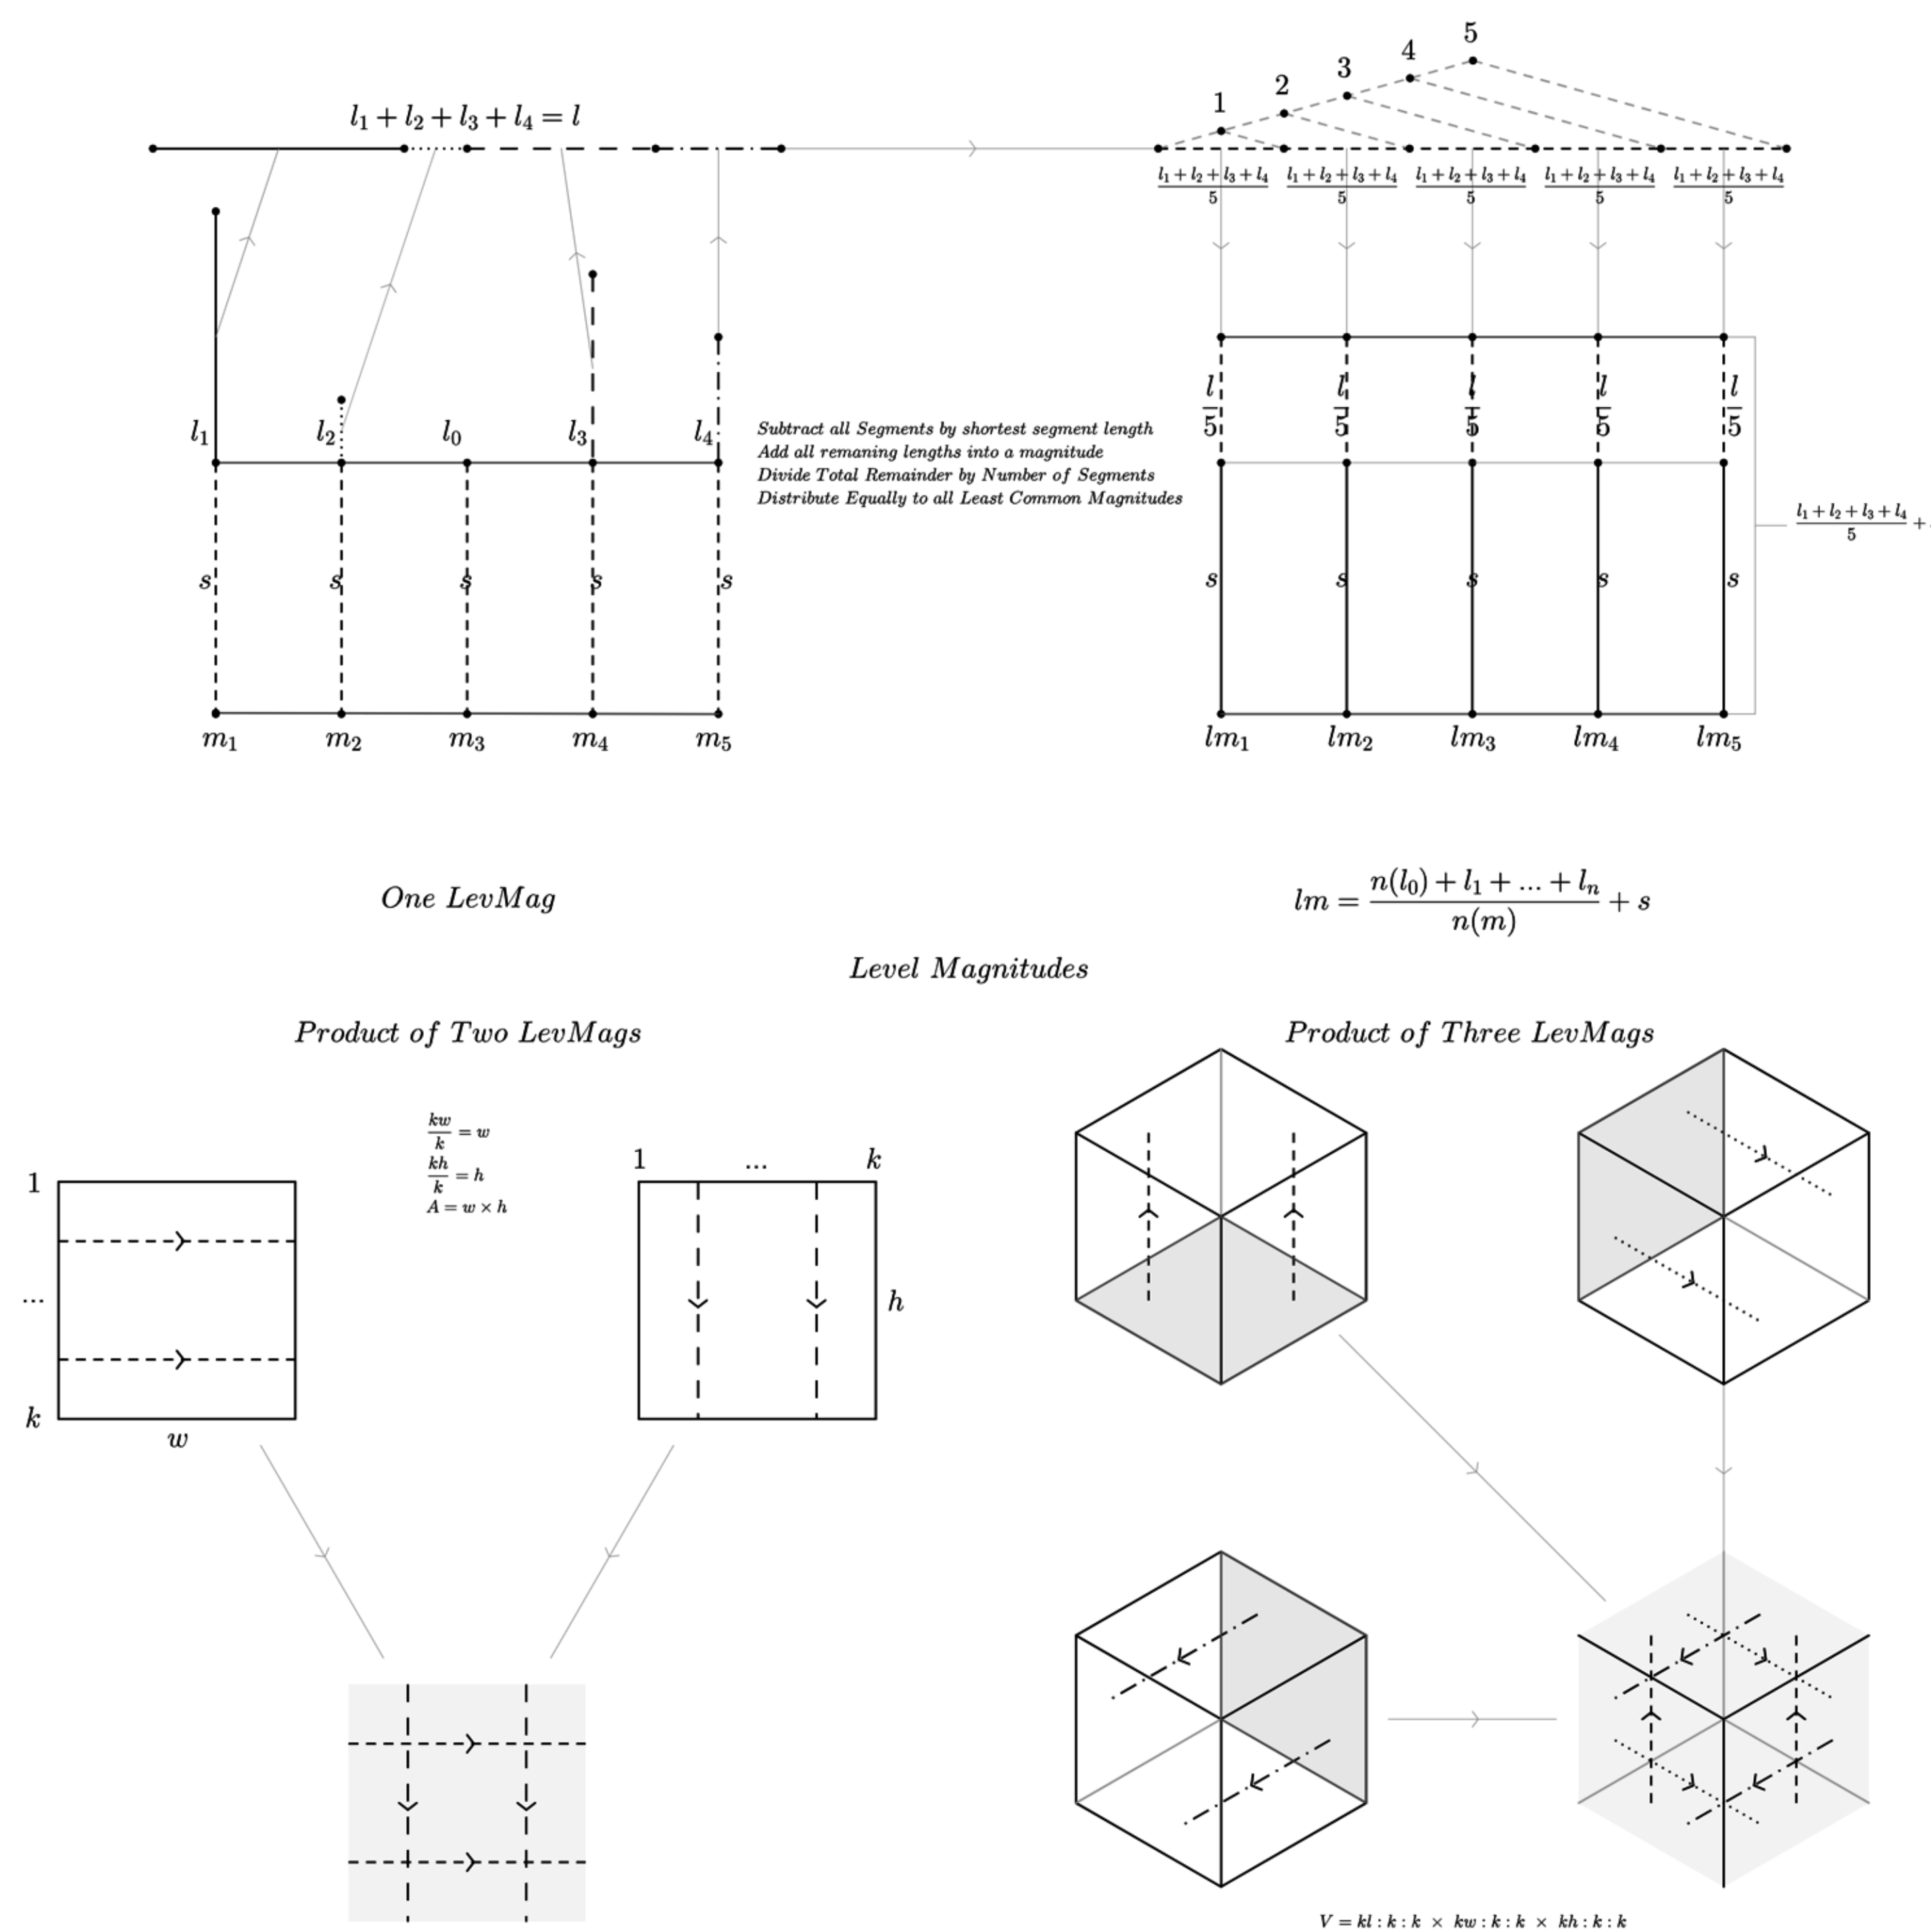 5
4
3
2
1
l₁ + l₂ + l₃ + l₄ = l
(l₁ + l₂ + l₃ + l₄)/5 (l₁ + l₂ + l₃ + l₄)/5 (l₁ + l₂ + l₃ + l₄)/5 (l₁ + l₂ + l₃ + l₄)/5 (l₁ + l₂ + l₃ + l₄)/5
l/5 l/5 l/5 l/5 l/5
l₁ l₂ l₀ l₃ l₄
Subtract all Segments by shortest segment length
Add all remaning lengths into a magnitude
Divide Total Remainder by Number of Segments
Distribute Equally to all Least Common Magnitudes
(l₁ + l₂ + l₃ + l₄)/5 +
s s s s s
s s s s s
m₁ m₂ m₃ m₄ m₅
lm₁ lm₂ lm₃ lm₄ lm₅
One LevMag
lm = (n(l₀) + l₁ + ... + lₙ)/n(m) + s
Level Magnitudes
Product of Two LevMags
Product of Three LevMags
kw/k = w
kh/k = h
A = w × h
1
...
k
w
1 ... k
h
V = kl : k : k × kw : k : k × kh : k : k